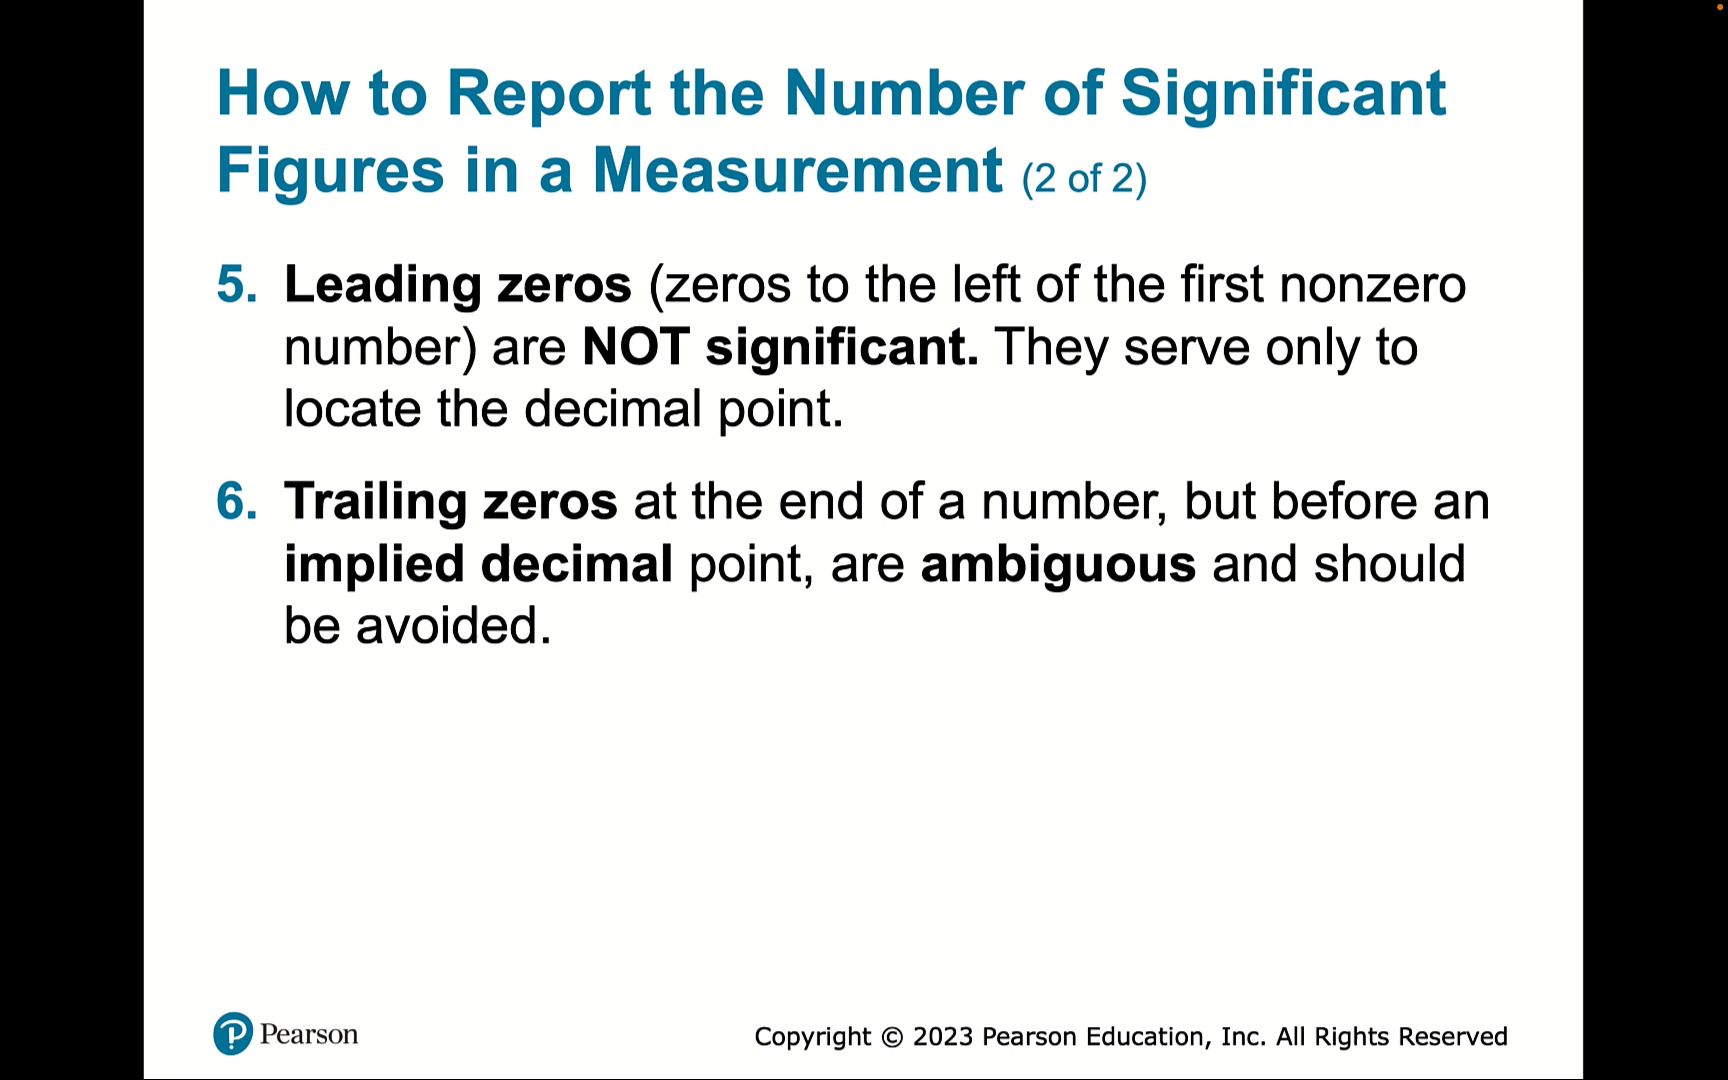 How to Report the Number of Significant
Figures in a Measurement (2 of 2)
5. Leading zeros (zeros to the left of the first nonzero
number) are NOT significant. They serve only to
locate the decimal point.
6. Trailing zeros at the end of a number, but before an
implied decimal point, are ambiguous and should
be avoided.
Pearson
Copyright © 2023 Pearson Education, Inc. All Rights Reserved